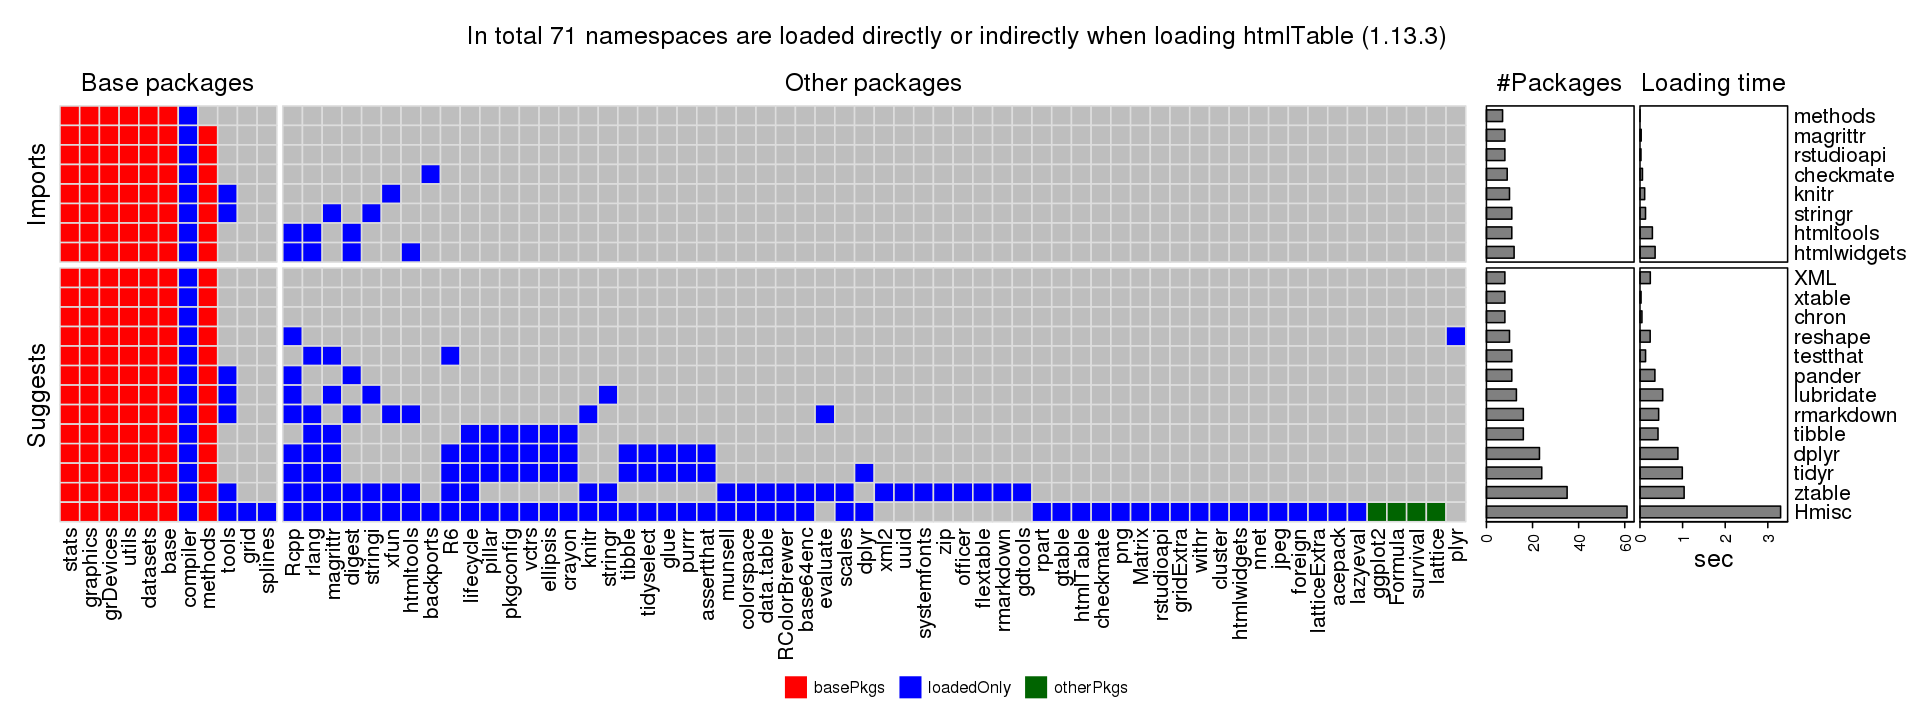 In total 71 namespaces are loaded directly or indirectly when loading htmlTable (1.13.3)
Base packages
Other packages
#Packages
Loading time
Imports
methods
magrittr
rstudioapi
checkmate
knitr
stringr
htmltools
htmlwidgets
Suggests
XML
xtable
chron
reshape
testthat
pander
lubridate
rmarkdown
tibble
dplyr
tidyr
ztable
Hmisc
stats
graphics
grDevices
utils
datasets
base
compiler
methods
tools
grid
splines
Rcpp
rlang
magrittr
digest
stringi
xfun
htmltools
backports
R6
lifecycle
pillar
pkgconfig
vctrs
ellipsis
crayon
knitr
stringr
tibble
tidyselect
glue
purrr
assertthat
munsell
colorspace
data.table
RColorBrewer
base64enc
evaluate
scales
dplyr
xml2
uuid
systemfonts
zip
officer
flextable
rmarkdown
gdtools
rpart
gtable
htmlTable
checkmate
png
Matrix
rstudioapi
gridExtra
withr
cluster
htmlwidgets
nnet
jpeg
foreign
latticeExtra
acepack
lazyeval
ggplot2
Formula
survival
lattice
plyr
0 20 40 60
0 1 2 3
sec
basePkgs loadedOnly otherPkgs